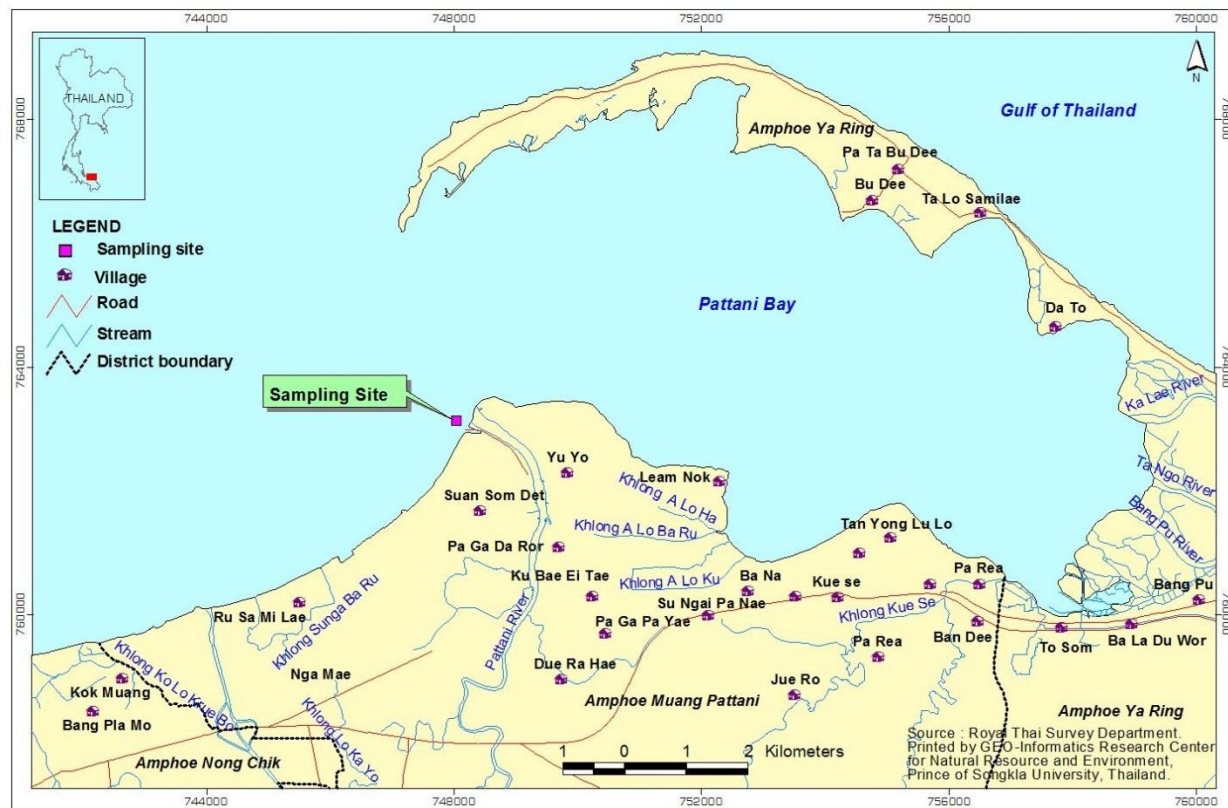 744000
748000
752000
756000
760000
THAILAND
N
Gulf of Thailand
768000
768000
Amphoe Ya Ring
Pa Ta Bu Dee
Bu Dee
Ta Lo Samilae
LEGEND
Sampling site
Village
Road
Stream
District boundary
Pattani Bay
Da To
764000
764000
Sampling Site
Ka Lae River
Yu Yo
Leam Nok
Khlong A Lo Ha
Ta Ngo River
Suan Som Det
Bang Pu River
Khlong A Lo Ba Ru
Tan Yong Lu Lo
Pa Ga Da Ror
Ku Bae Ei Tae
Khlong A Lo Ku
Ba Na
Kue se
Pa Rea
Bang Pu
Ru Sa Mi Lae
Khlong Sunga Ba Ru
Pattani River
Su Ngai Pa Nae
Khlong Kue Se
760000
760000
Pa Ga Pa Yae
Pa Rea
Ban Dee
To Som
Ba La Du Wor
Khlong Ko Lo Krue Bo
Nga Mae
Due Ra Hae
Kok Muang
Jue Ro
Amphoe Muang Pattani
Bang Pla Mo
Khlong Lo Ka Yo
Amphoe Ya Ring
Amphoe Nong Chik
1 0 1 2 Kilometers
Source : Royal Thai Survey Department.
Printed by GEO-Informatics Research Center
for Natural Resource and Environment,
Prince of Songkla University, Thailand.
744000
748000
752000
756000
760000